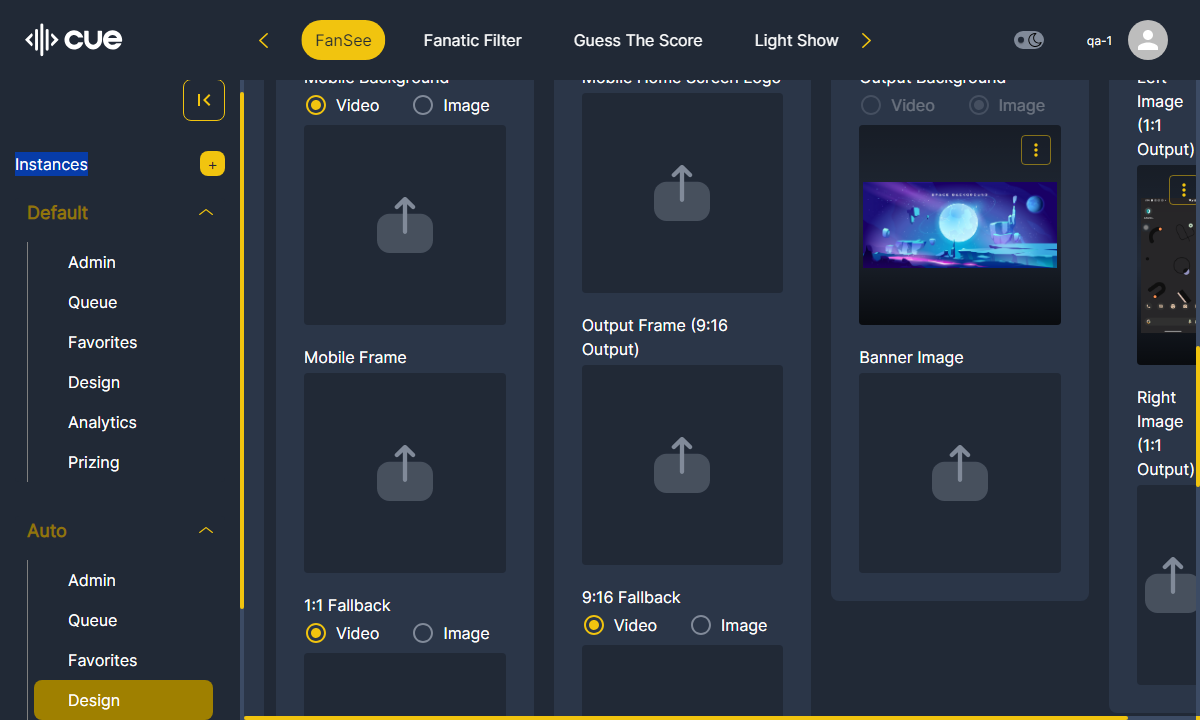 cue
FanSee
Fanatic Filter
Guess The Score
Light Show
qa-1
Instances
+
Default
Admin
Queue
Favorites
Design
Analytics
Prizing
Auto
Admin
Queue
Favorites
Design
Mobile Background
Video
Image
Mobile Frame
1:1 Fallback
Video
Image
Mobile Home Screen Logo
Output Frame (9:16
Output)
9:16 Fallback
Video
Image
Output Background
Video
Image
Banner Image
Left
Image
(1:1
Output)
Right
Image
(1:1
Output)